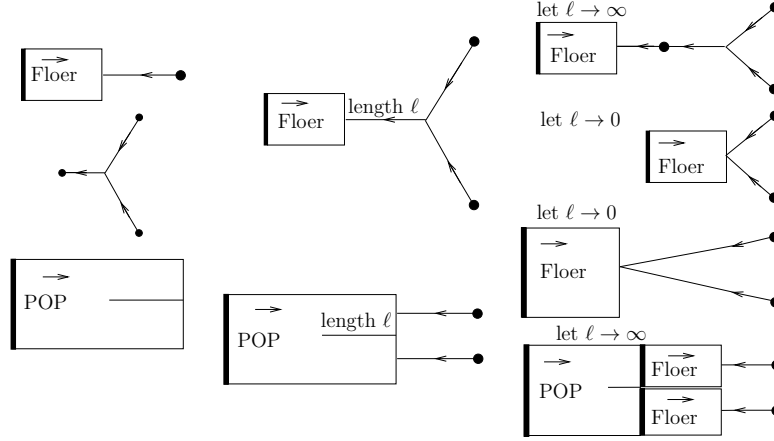 Floer
POP
Floer
length ℓ
POP
length ℓ
let ℓ → ∞
Floer
let ℓ → 0
Floer
let ℓ → 0
Floer
let ℓ → ∞
POP
Floer
Floer